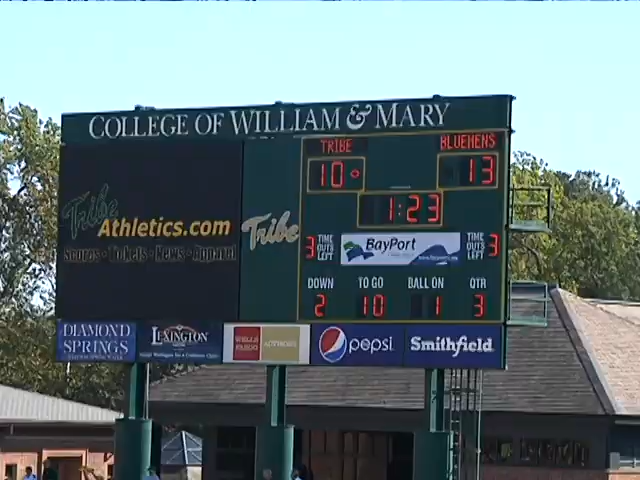 COLLEGE OF WILLIAM & MARY
TRIBE
BLUEHENS
10
13
1:23
Tribe
Athletics.com
Scores • Tickets • News • Apparel
Tribe
3 TIME OUTS LEFT
BayPort
TIME OUTS LEFT 3
DOWN TO GO BALL ON QTR
2 10 1 3
DIAMOND SPRINGS
LEXINGTON
WELLS FARGO ADVISORS
pepsi
Smithfield